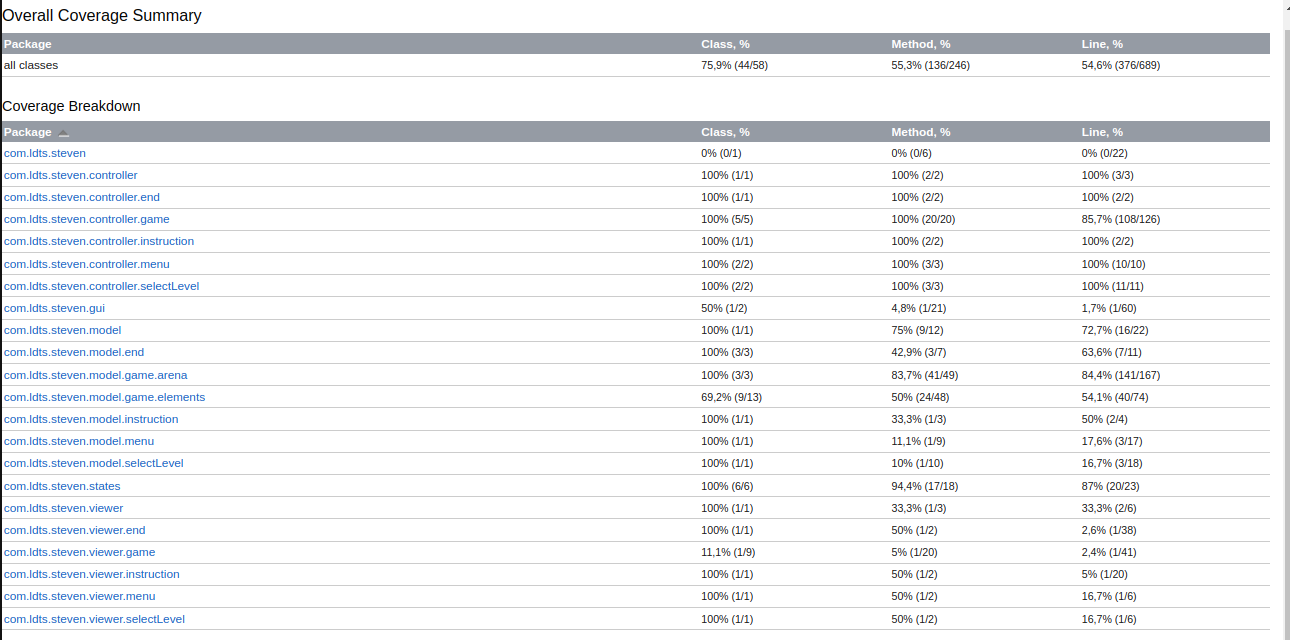 Overall Coverage Summary
Package Class, % Method, % Line, %
all classes 75,9% (44/58) 55,3% (136/246) 54,6% (376/689)
Coverage Breakdown
Package Class, % Method, % Line, %
com.ldts.steven 0% (0/1) 0% (0/6) 0% (0/22)
com.ldts.steven.controller 100% (1/1) 100% (2/2) 100% (3/3)
com.ldts.steven.controller.end 100% (1/1) 100% (2/2) 100% (2/2)
com.ldts.steven.controller.game 100% (5/5) 100% (20/20) 85,7% (108/126)
com.ldts.steven.controller.instruction 100% (1/1) 100% (2/2) 100% (2/2)
com.ldts.steven.controller.menu 100% (2/2) 100% (3/3) 100% (10/10)
com.ldts.steven.controller.selectLevel 100% (2/2) 100% (3/3) 100% (11/11)
com.ldts.steven.gui 50% (1/2) 4,8% (1/21) 1,7% (1/60)
com.ldts.steven.model 100% (1/1) 75% (9/12) 72,7% (16/22)
com.ldts.steven.model.end 100% (3/3) 42,9% (3/7) 63,6% (7/11)
com.ldts.steven.model.game.arena 100% (3/3) 83,7% (41/49) 84,4% (141/167)
com.ldts.steven.model.game.elements 69,2% (9/13) 50% (24/48) 54,1% (40/74)
com.ldts.steven.model.instruction 100% (1/1) 33,3% (1/3) 50% (2/4)
com.ldts.steven.model.menu 100% (1/1) 11,1% (1/9) 17,6% (3/17)
com.ldts.steven.model.selectLevel 100% (1/1) 10% (1/10) 16,7% (3/18)
com.ldts.steven.states 100% (6/6) 94,4% (17/18) 87% (20/23)
com.ldts.steven.viewer 100% (1/1) 33,3% (1/3) 33,3% (2/6)
com.ldts.steven.viewer.end 100% (1/1) 50% (1/2) 2,6% (1/38)
com.ldts.steven.viewer.game 11,1% (1/9) 5% (1/20) 2,4% (1/41)
com.ldts.steven.viewer.instruction 100% (1/1) 50% (1/2) 5% (1/20)
com.ldts.steven.viewer.menu 100% (1/1) 50% (1/2) 16,7% (1/6)
com.ldts.steven.viewer.selectLevel 100% (1/1) 50% (1/2) 16,7% (1/6)